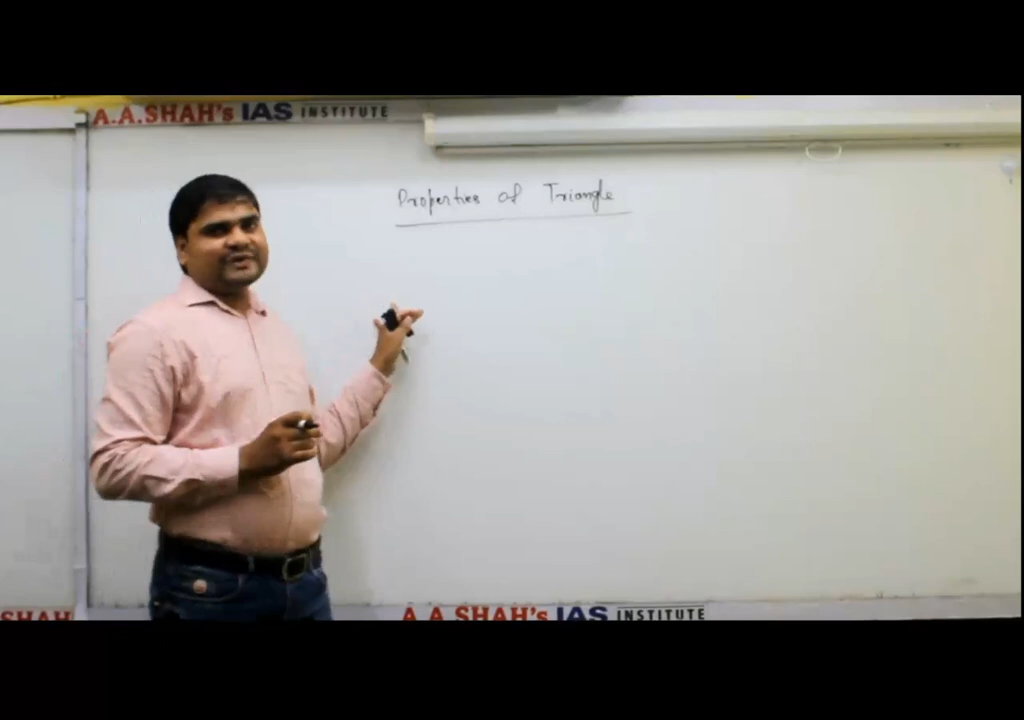 A.A.SHAH's IAS INSTITUTE
Properties of Triangle
SHAH
A A SHAH's IAS INSTITUTE